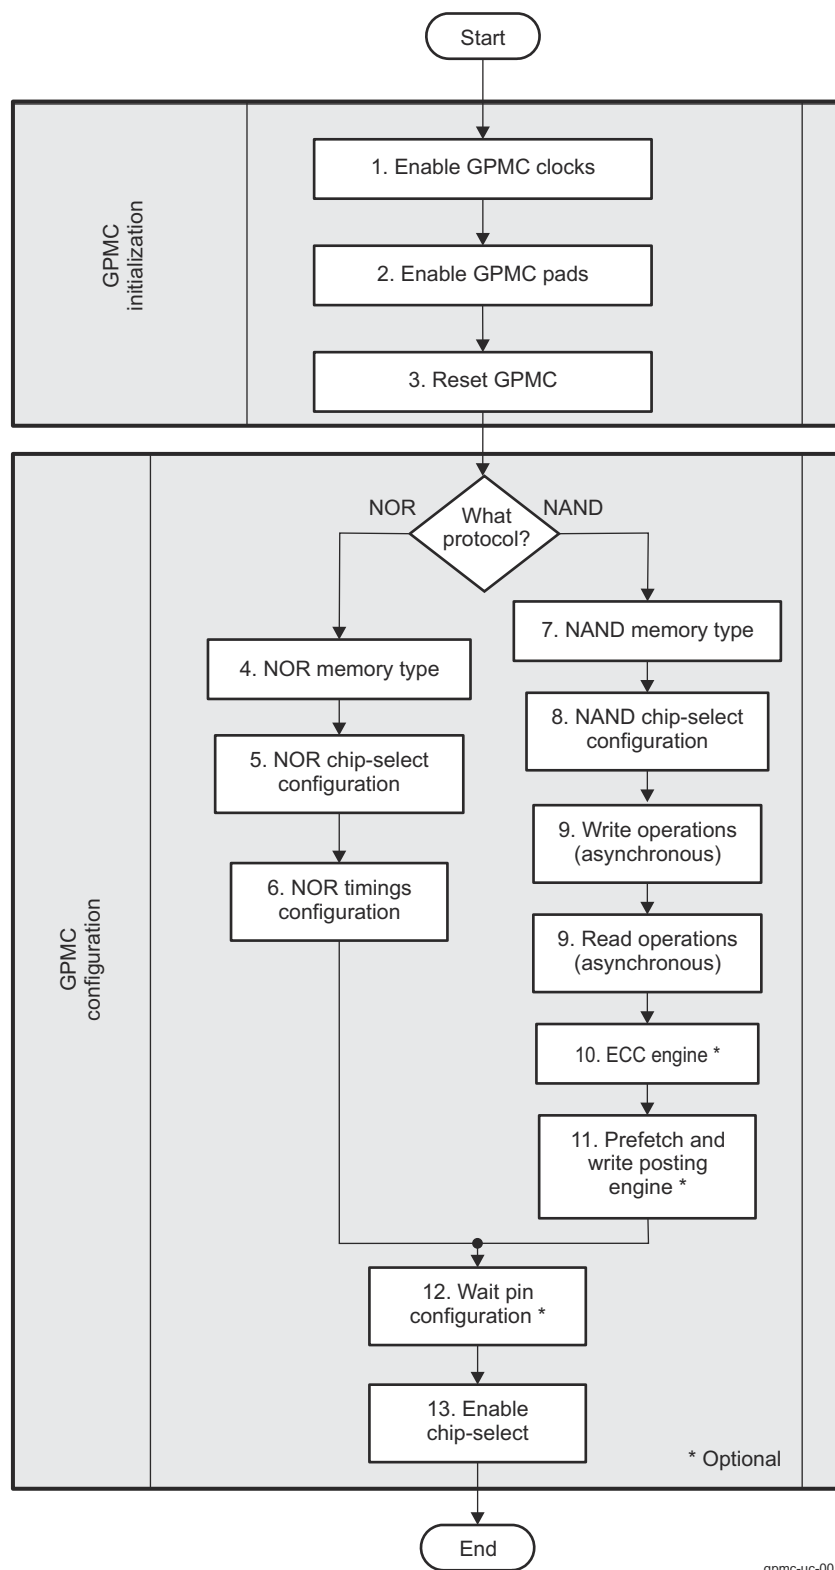 Start
GPMC
initialization
1. Enable GPMC clocks
2. Enable GPMC pads
3. Reset GPMC
GPMC
configuration
What
protocol?
NOR
NAND
4. NOR memory type
5. NOR chip-select
configuration
6. NOR timings
configuration
7. NAND memory type
8. NAND chip-select
configuration
9. Write operations
(asynchronous)
9. Read operations
(asynchronous)
10. ECC engine *
11. Prefetch and
write posting
engine *
12. Wait pin
configuration *
13. Enable
chip-select
* Optional
End
gpmc-uc-00